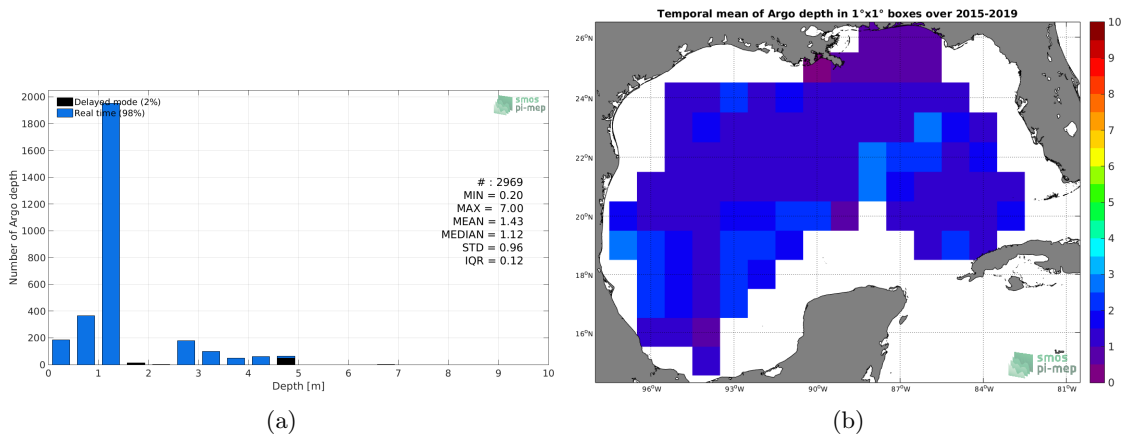 Delayed mode (2%)
Real time (98%)
smos
pi-mep
# : 2969
MIN = 0.20
MAX = 7.00
MEAN = 1.43
MEDIAN = 1.12
STD = 0.96
IQR = 0.12
Number of Argo depth
2000
1800
1600
1400
1200
1000
800
600
400
200
0
0 1 2 3 4 5 6 7 8 9 10
Depth [m]
(a)
Temporal mean of Argo depth in 1°x1° boxes over 2015-2019
26°N
24°N
22°N
20°N
18°N
16°N
96°W 93°W 90°W 87°W 84°W 81°W
smos
pi-mep
10
9
8
7
6
5
4
3
2
1
0
(b)